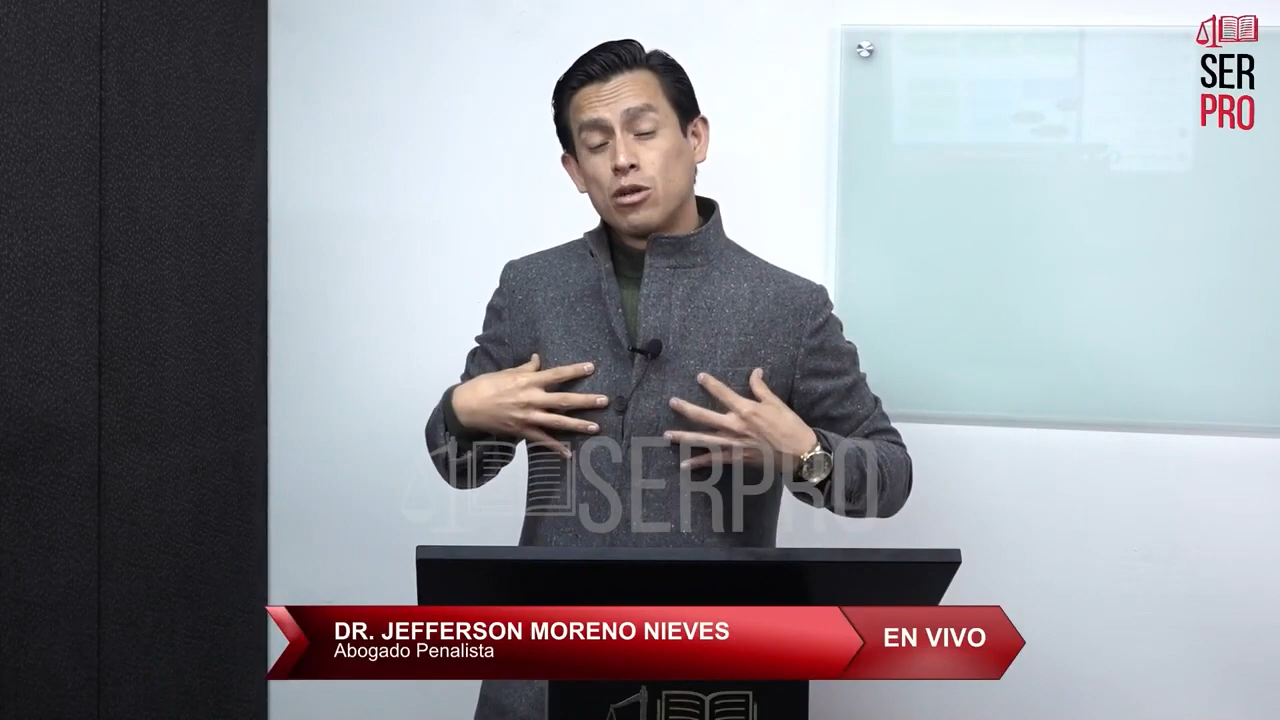 SER
PRO
SERPRO
DR. JEFFERSON MORENO NIEVES
Abogado Penalista
EN VIVO